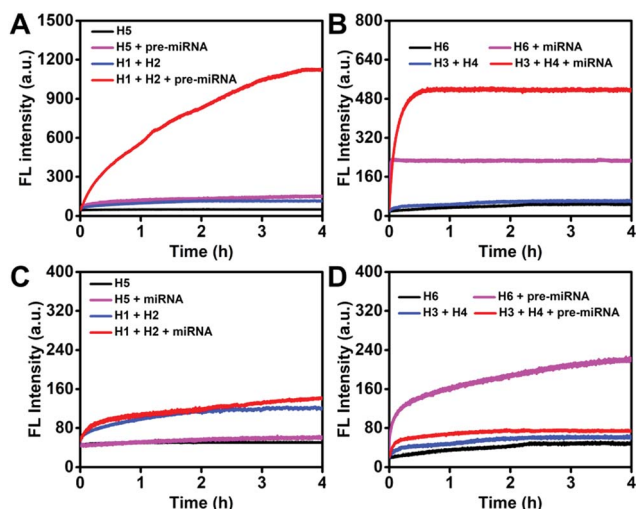 A
1500
1200
900
600
300
0
FL intensity (a.u.)
H5
H5 + pre-miRNA
H1 + H2
H1 + H2 + pre-miRNA
0 1 2 3 4
Time (h)
B
800
640
480
320
160
0
FL Intensity (a.u.)
H6 H6 + miRNA
H3 + H4 H3 + H4 + miRNA
0 1 2 3 4
Time (h)
C
400
320
240
160
80
0
FL Intensity (a.u.)
H5
H5 + miRNA
H1 + H2
H1 + H2 + miRNA
0 1 2 3 4
Time (h)
D
400
320
240
160
80
0
FL Intensity (a.u.)
H6 H6 + pre-miRNA
H3 + H4 H3 + H4 + pre-miRNA
0 1 2 3 4
Time (h)